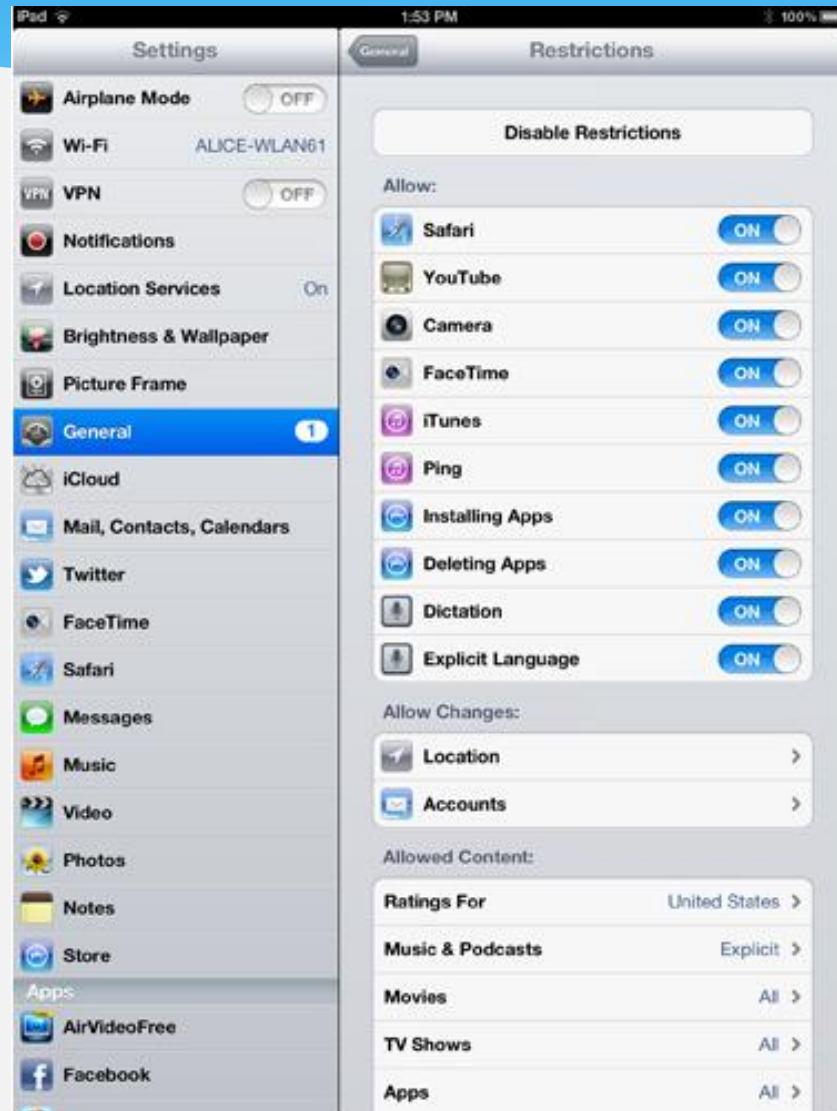 iPad 1:53 PM 100%
Settings
Airplane Mode OFF
Wi-Fi ALICE-WLAN61
VPN VPN OFF
Notifications
Location Services On
Brightness & Wallpaper
Picture Frame
General 1
iCloud
Mail, Contacts, Calendars
Twitter
FaceTime
Safari
Messages
Music
Video
Photos
Notes
Store
Apps
AirVideoFree
Facebook
General Restrictions
Disable Restrictions
Allow:
Safari ON
YouTube ON
Camera ON
FaceTime ON
iTunes ON
Ping ON
Installing Apps ON
Deleting Apps ON
Dictation ON
Explicit Language ON
Allow Changes:
Location
Accounts
Allowed Content:
Ratings For United States
Music & Podcasts Explicit
Movies All
TV Shows All
Apps All